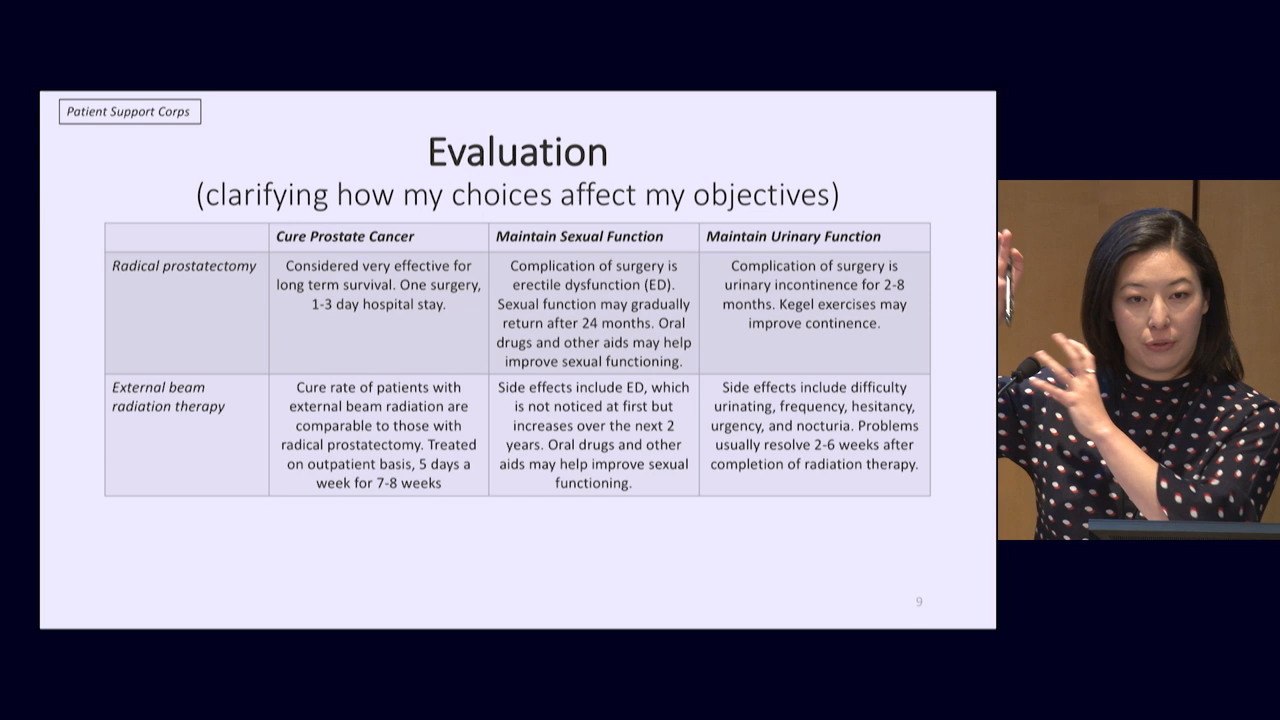 Patient Support Corps
Evaluation
(clarifying how my choices affect my objectives)
Cure Prostate Cancer
Maintain Sexual Function
Maintain Urinary Function
Radical prostatectomy
Considered very effective for
long term survival. One surgery,
1-3 day hospital stay.
Complication of surgery is
erectile dysfunction (ED).
Sexual function may gradually
return after 24 months. Oral
drugs and other aids may help
improve sexual functioning.
Complication of surgery is
urinary incontinence for 2-8
months. Kegel exercises may
improve continence.
External beam
radiation therapy
Cure rate of patients with
external beam radiation are
comparable to those with
radical prostatectomy. Treated
on outpatient basis, 5 days a
week for 7-8 weeks
Side effects include ED, which
is not noticed at first but
increases over the next 2
years. Oral drugs and other
aids may help improve sexual
functioning.
Side effects include difficulty
urinating, frequency, hesitancy,
urgency, and nocturia. Problems
usually resolve 2-6 weeks after
completion of radiation therapy.
9